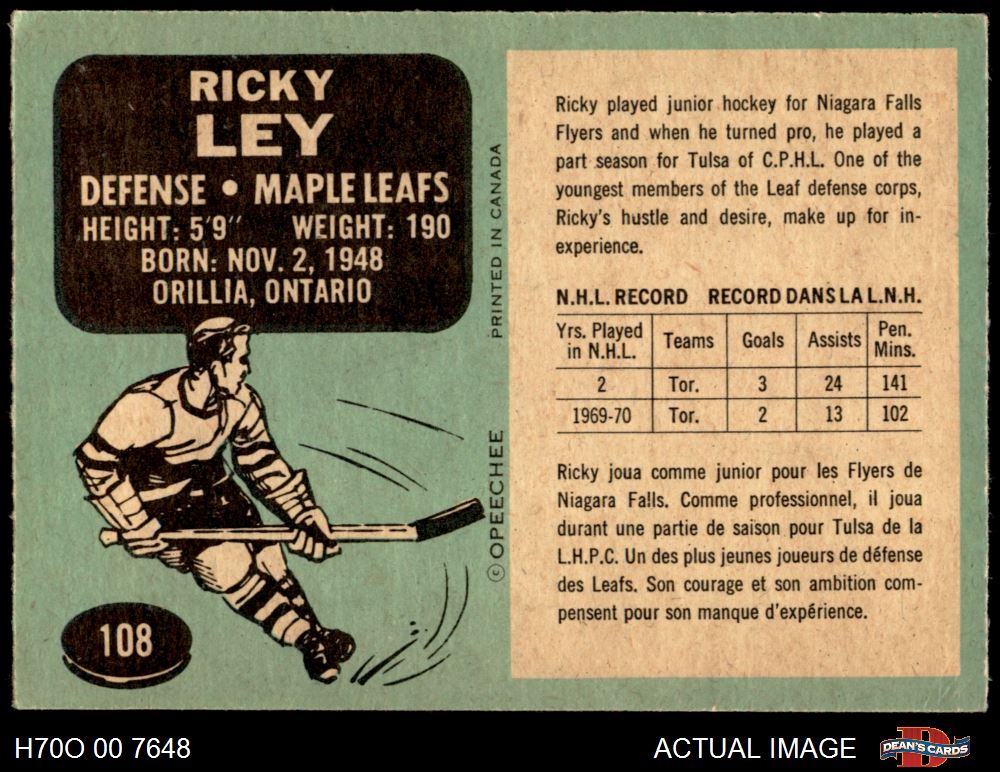 RICKY
LEY
DEFENSE • MAPLE LEAFS
HEIGHT: 5'9" WEIGHT: 190
BORN: NOV. 2, 1948
ORILLIA, ONTARIO
108
© OPEECHEE PRINTED IN CANADA
Ricky played junior hockey for Niagara Falls
Flyers and when he turned pro, he played a
part season for Tulsa of C.P.H.L. One of the
youngest members of the Leaf defense corps,
Ricky's hustle and desire, make up for in-
experience.
N.H.L. RECORD RECORD DANS LA L.N.H.
Yrs. Played in N.H.L. Teams Goals Assists Pen. Mins.
2 Tor. 3 24 141
1969-70 Tor. 2 13 102
Ricky joua comme junior pour les Flyers de
Niagara Falls. Comme professionnel, il joua
durant une partie de saison pour Tulsa de la
L.H.P.C. Un des plus jeunes joueurs de défense
des Leafs. Son courage et son ambition com-
pensent pour son manque d'expérience.
H70O 00 7648
ACTUAL IMAGE
DEAN'S CARDS